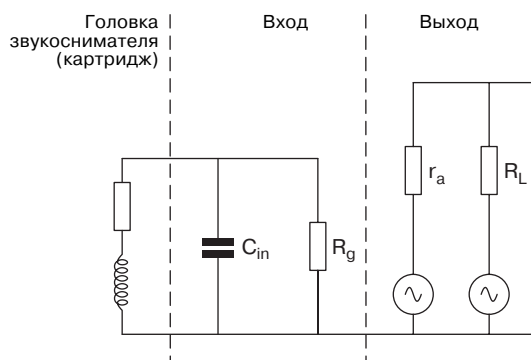 Головка
звукоснимателя
(картридж)
Вход
Выход
C_in
R_g
r_a
R_L